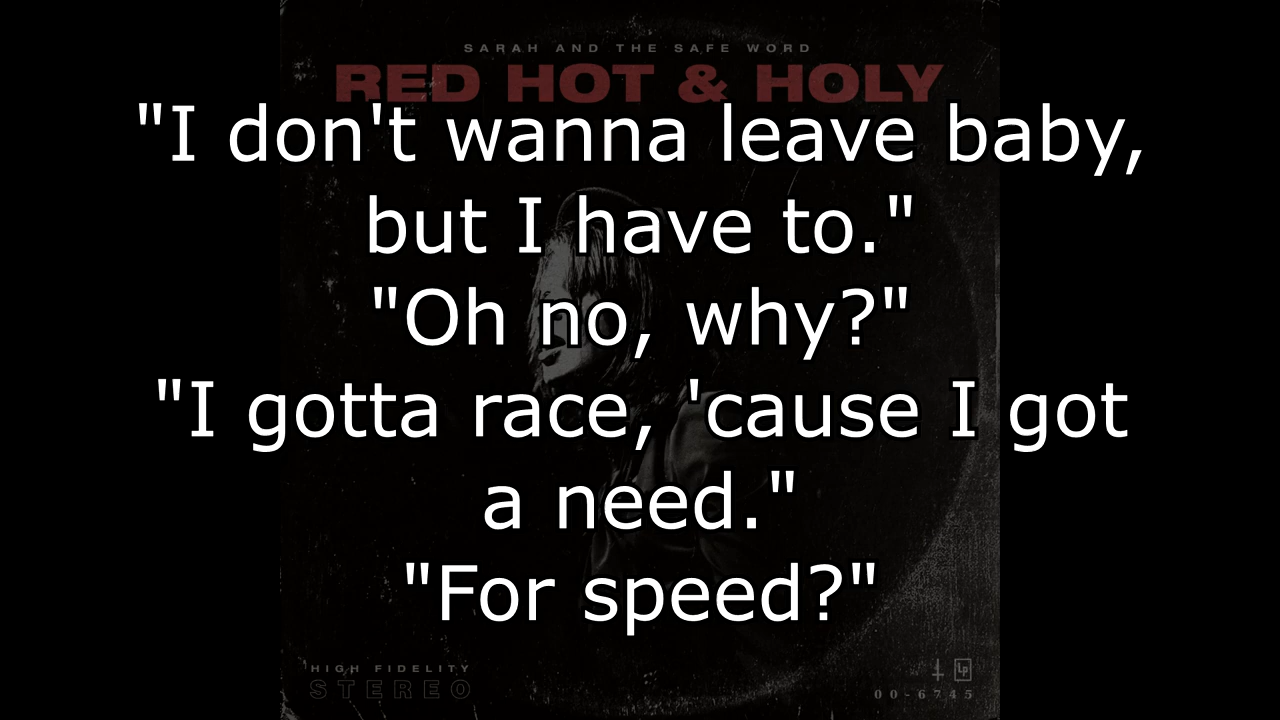 SARAH AND THE SAFE WORD
RED HOT & HOLY
"I don't wanna leave baby,
but I have to."
"Oh no, why?"
"I gotta race, 'cause I got
a need."
"For speed?"
HIGH FIDELITY
STEREO
LP
00-6745